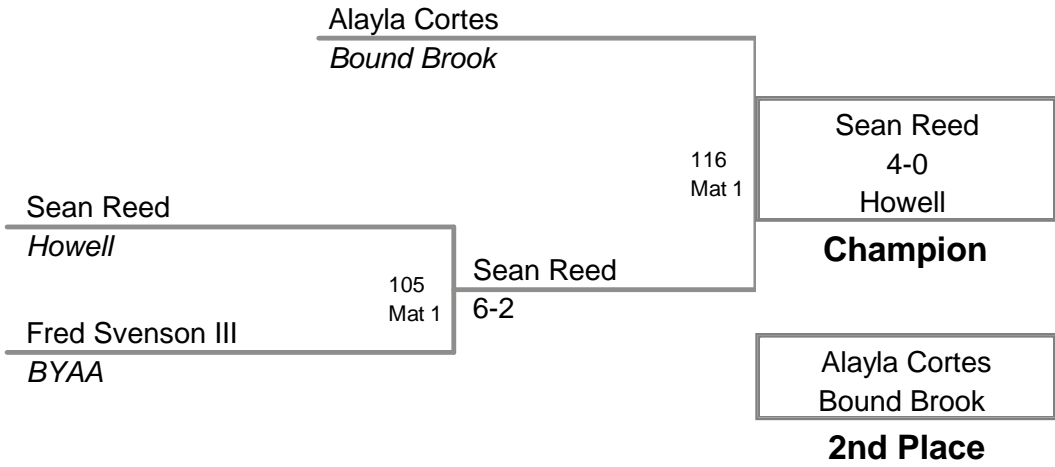 Alayla Cortes
Bound Brook
Sean Reed
4-0
Howell
Champion
116
Mat 1
Sean Reed
Howell
105
Mat 1
Sean Reed
6-2
Fred Svenson III
BYAA
Alayla Cortes
Bound Brook
2nd Place